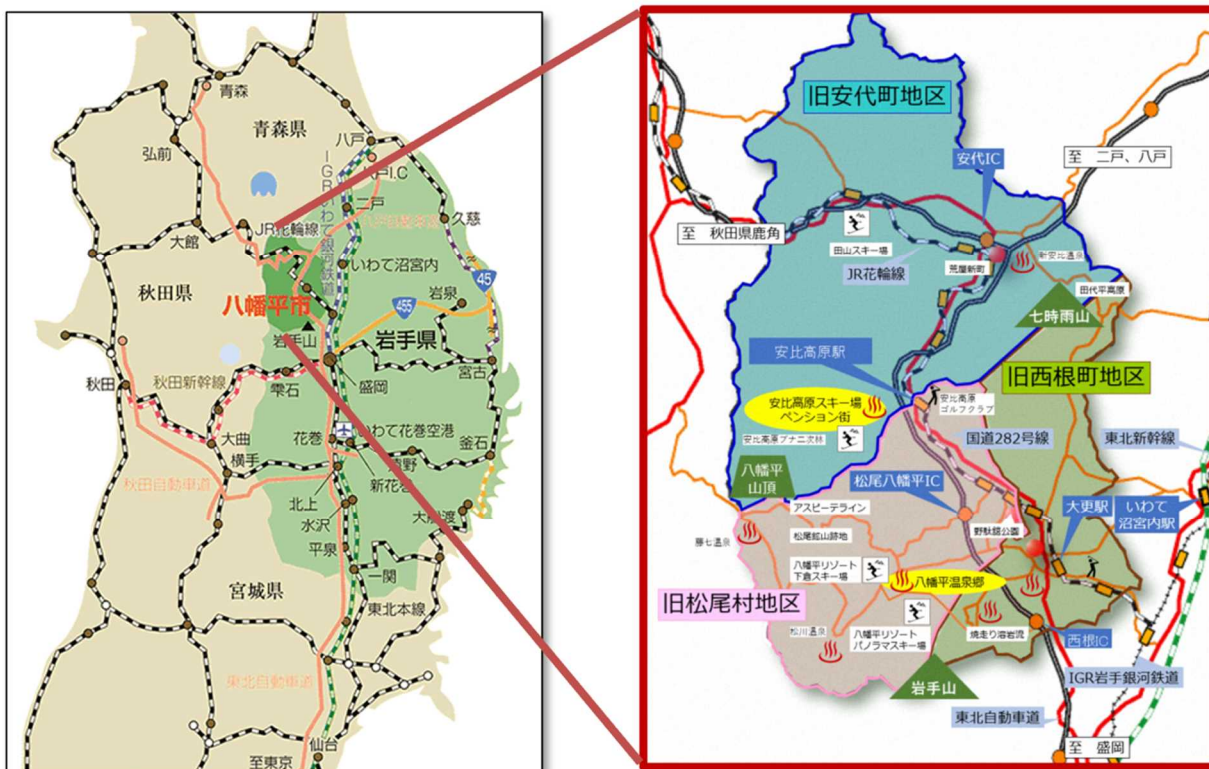 青森
青森県
弘前
八戸
八戸I.C
IGRいわて銀河鉄道
二戸
久慈
大館
JR花輪線
いわて沼宮内
45
秋田県
八幡平市
455
岩泉
岩手山
岩手県
秋田
秋田新幹線
雫石
盛岡
宮古
大曲
花巻
いわて花巻空港
釜石
横手
遠野
新花巻
秋田自動車道
北上
大船渡
水沢
平泉
一関
宮城県
東北本線
東北自動車道
仙台
至東京
旧安代町地区
安代IC
至 二戸、八戸
至 秋田県鹿角
田山スキー場
JR花輪線
荒屋新町
新安比温泉
田代平高原
七時雨山
安比高原駅
旧西根町地区
安比高原スキー場
ペンション街
安比高原
ゴルフクラブ
安比高原ブナ二次林
国道282号線
東北新幹線
八幡平
山頂
松尾八幡平IC
アスピーテライン
大更駅
いわて
沼宮内駅
藤七温泉
松尾鉱山跡地
野駄館公園
八幡平リゾート
下倉スキー場
八幡平温泉郷
旧松尾村地区
松川温泉
八幡平リゾート
パノラマスキー場
焼走り溶岩流
西根IC
岩手山
IGR岩手銀河鉄道
東北自動車道
至 盛岡